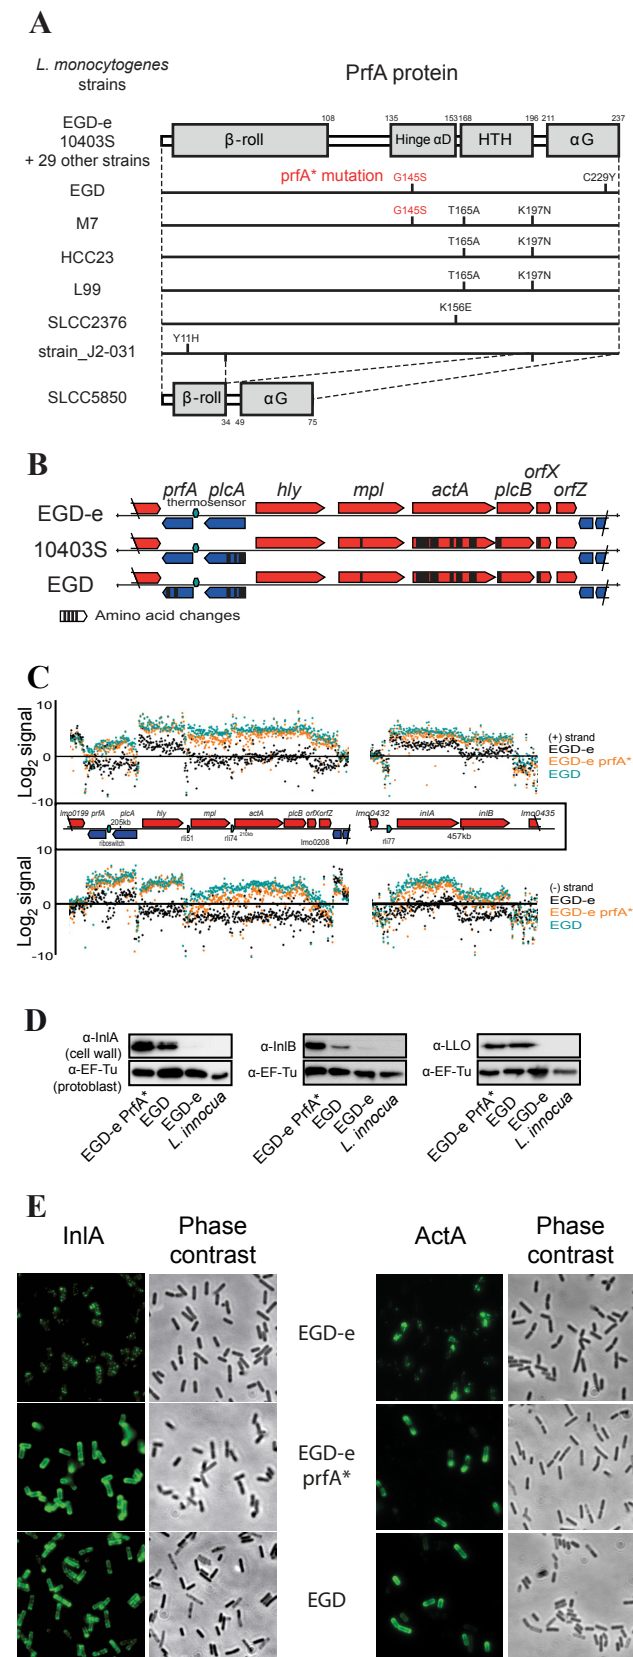 A
L. monocytogenes
strains
PrfA protein
EGD-e
10403S
+ 29 other strains
108
135
153
168
196
211
237
β-roll
Hinge αD
HTH
αG
prfA* mutation
G145S
C229Y
EGD
G145S
T165A
K197N
M7
T165A
K197N
HCC23
T165A
K197N
L99
K156E
SLCC2376
Y11H
strain_J2-031
SLCC5850
β-roll
αG
34
49
75
B
orfX
prfA
plcA
hly
mpl
actA
plcB
orfZ
thermosensor
EGD-e
10403S
EGD
Amino acid changes
C
10
0
-10
Log2 signal
(+) strand
EGD-e
EGD-e prfA*
EGD
lmo0199
prfA
plcA
hly
mpl
actA
plcB
orfX
orfZ
lmo0432
inlA
inlB
lmo0435
205kb
riboswitch
rli51
rli74
210kb
lmo0208
rli77
457kb
10
0
-10
Log2 signal
(-) strand
EGD-e
EGD-e prfA*
EGD
D
α-InlA
(cell wall)
α-EF-Tu
(protoblast)
α-InlB
α-EF-Tu
α-LLO
α-EF-Tu
EGD-e PrfA*
EGD
EGD-e
L. innocua
EGD-e PrfA*
EGD
EGD-e
L. innocua
EGD-e PrfA*
EGD
EGD-e
L. innocua
E
InlA
Phase
contrast
ActA
Phase
contrast
EGD-e
EGD-e
prfA*
EGD